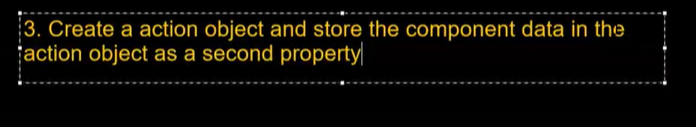 3. Create a action object and store the component data in the
action object as a second property